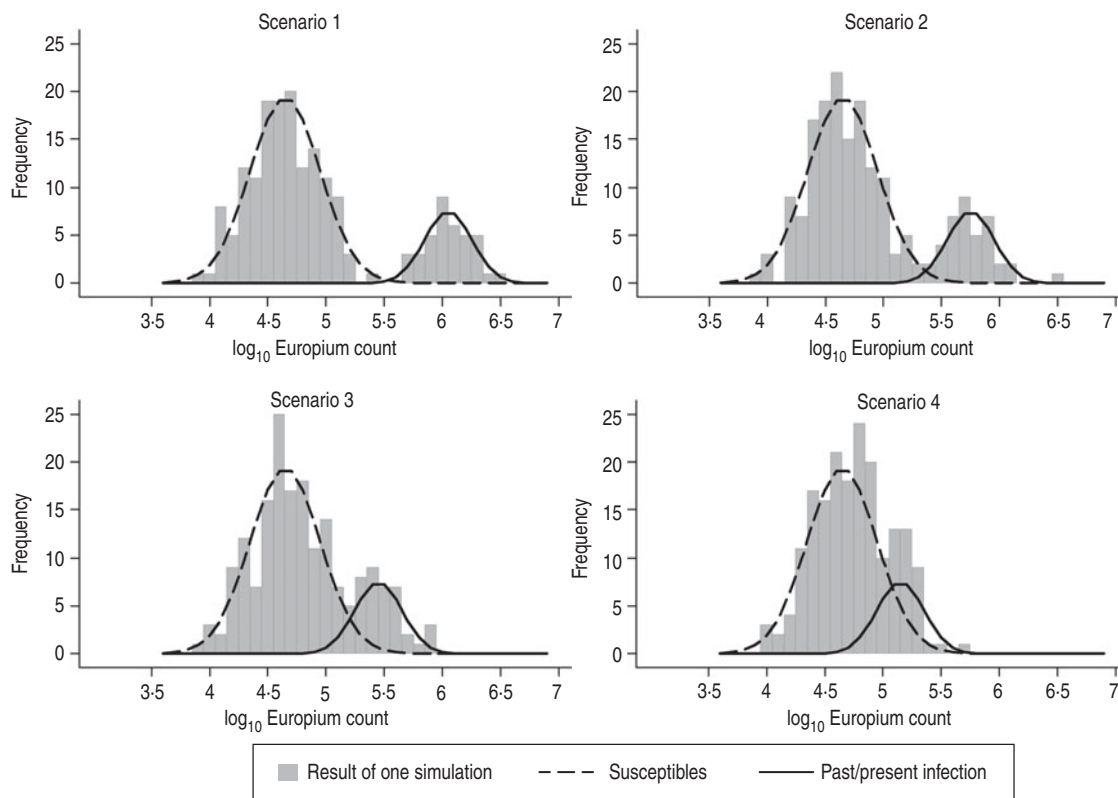 Scenario 1
25
20
15
10
5
0
Frequency
3·5 4 4·5 5 5·5 6 6·5 7
log10 Europium count
Scenario 2
25
20
15
10
5
0
Frequency
3·5 4 4·5 5 5·5 6 6·5 7
log10 Europium count
Scenario 3
25
20
15
10
5
0
Frequency
3·5 4 4·5 5 5·5 6 6·5 7
log10 Europium count
Scenario 4
25
20
15
10
5
0
Frequency
3·5 4 4·5 5 5·5 6 6·5 7
log10 Europium count
Result of one simulation Susceptibles Past/present infection